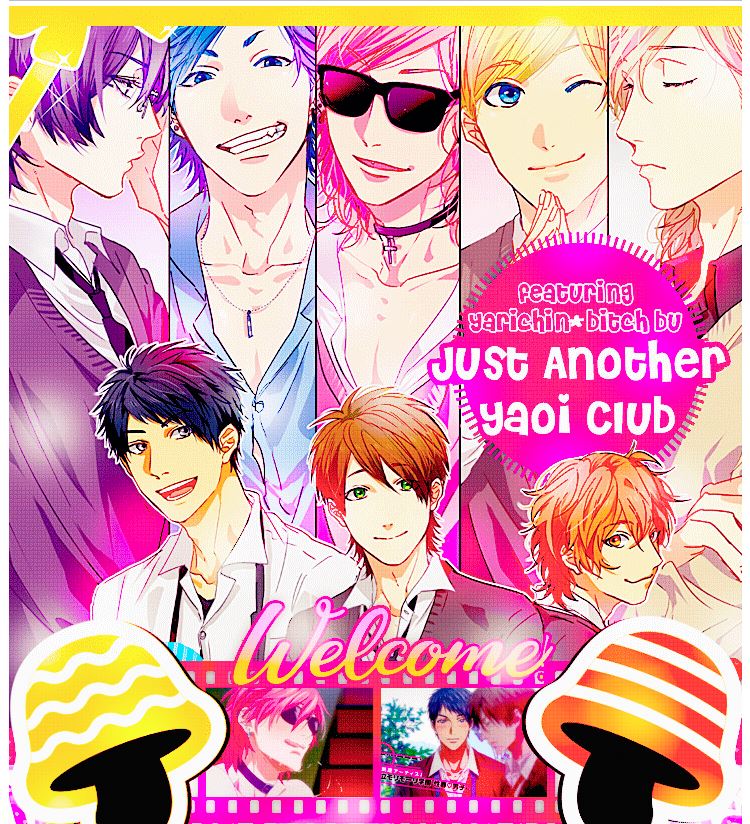 featuring
yarichin★bitch bu
Just Another
yaoi Club
Welcome